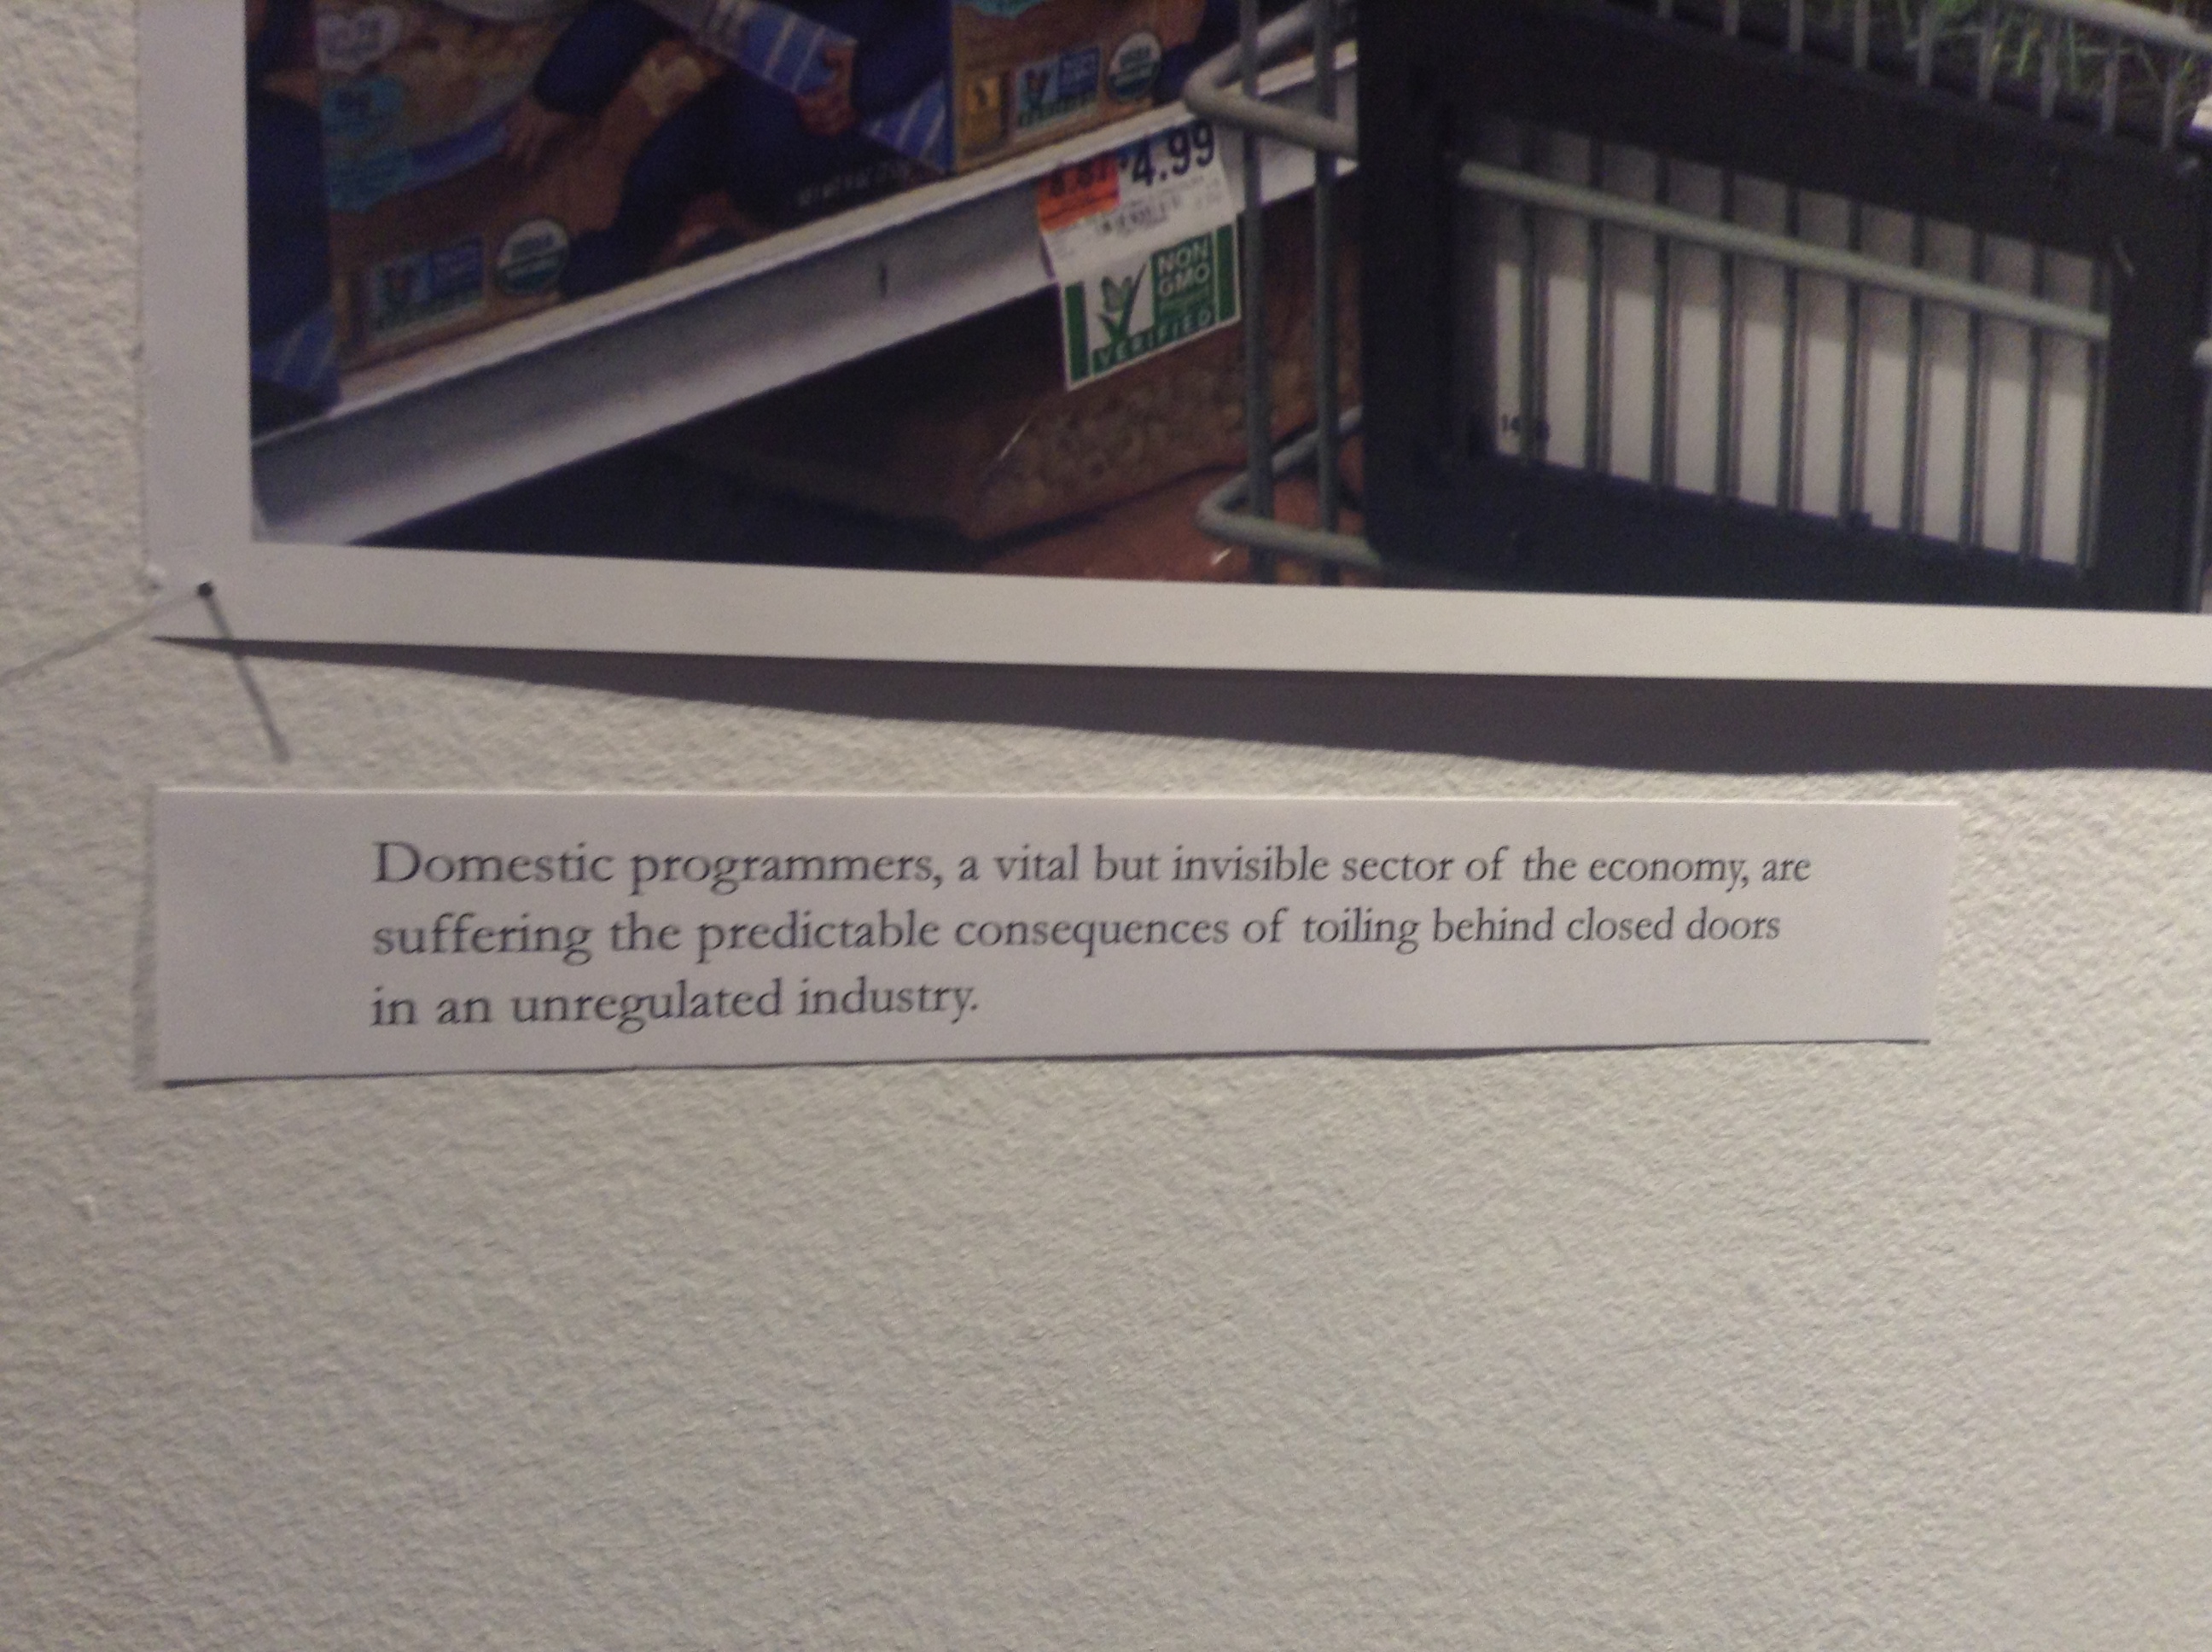 $4.99
NON
GMO
VERIFIED
Domestic programmers, a vital but invisible sector of the economy, are
suffering the predictable consequences of toiling behind closed doors
in an unregulated industry.